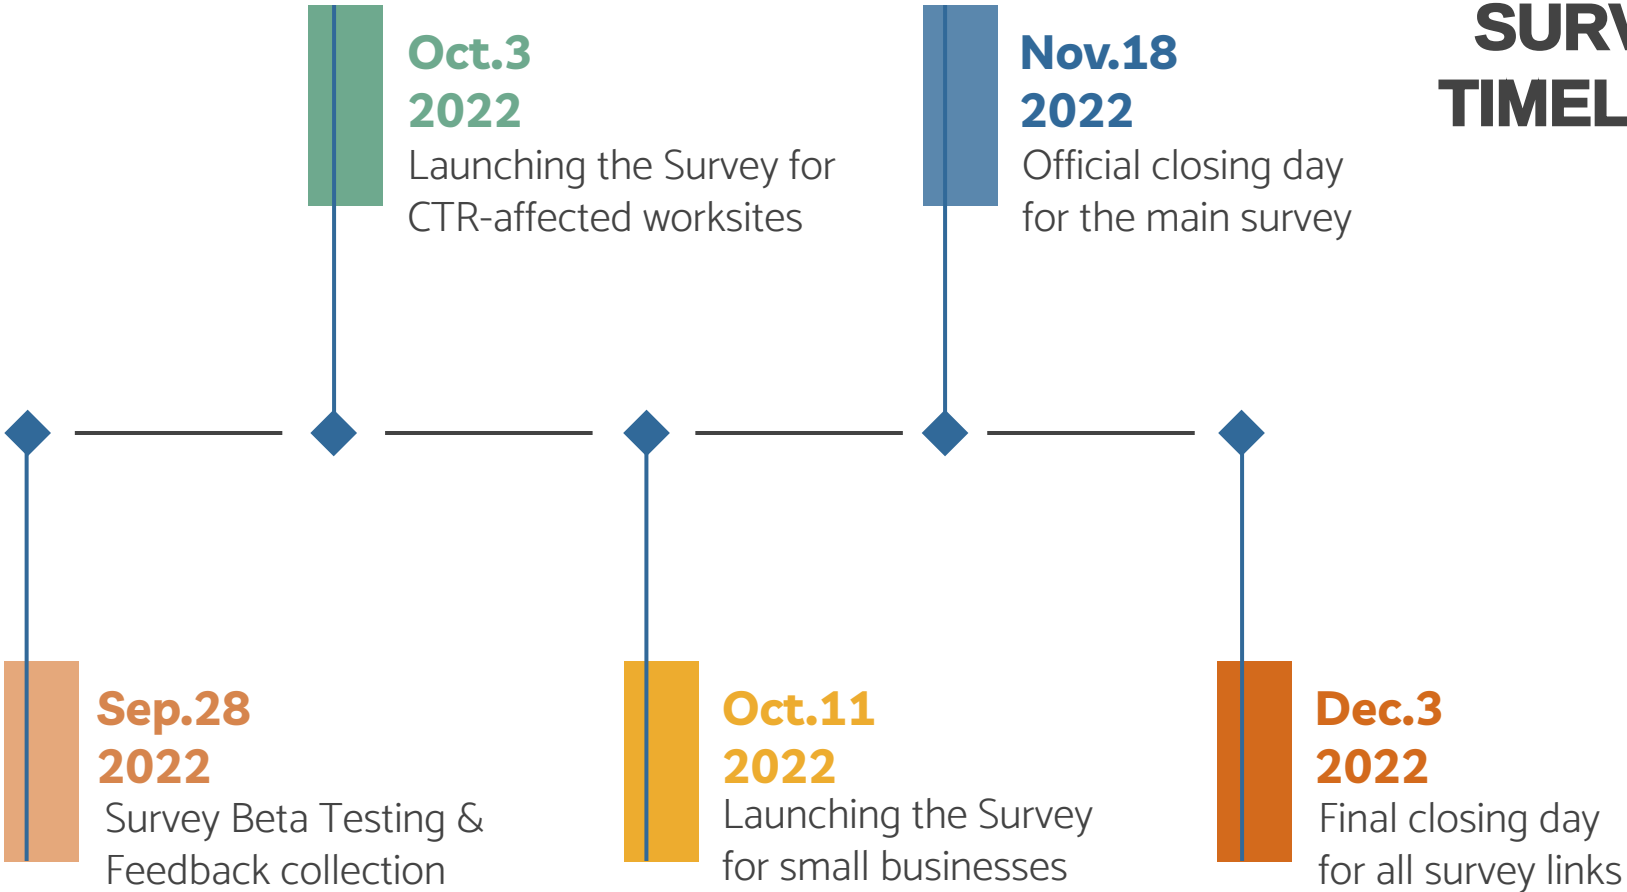 Oct.3
2022
Launching the Survey for
CTR-affected worksites
Nov.18
2022
Official closing day
for the main survey
SURV
TIMEL
Sep.28
2022
Survey Beta Testing &
Feedback collection
Oct.11
2022
Launching the Survey
for small businesses
Dec.3
2022
Final closing day
for all survey links